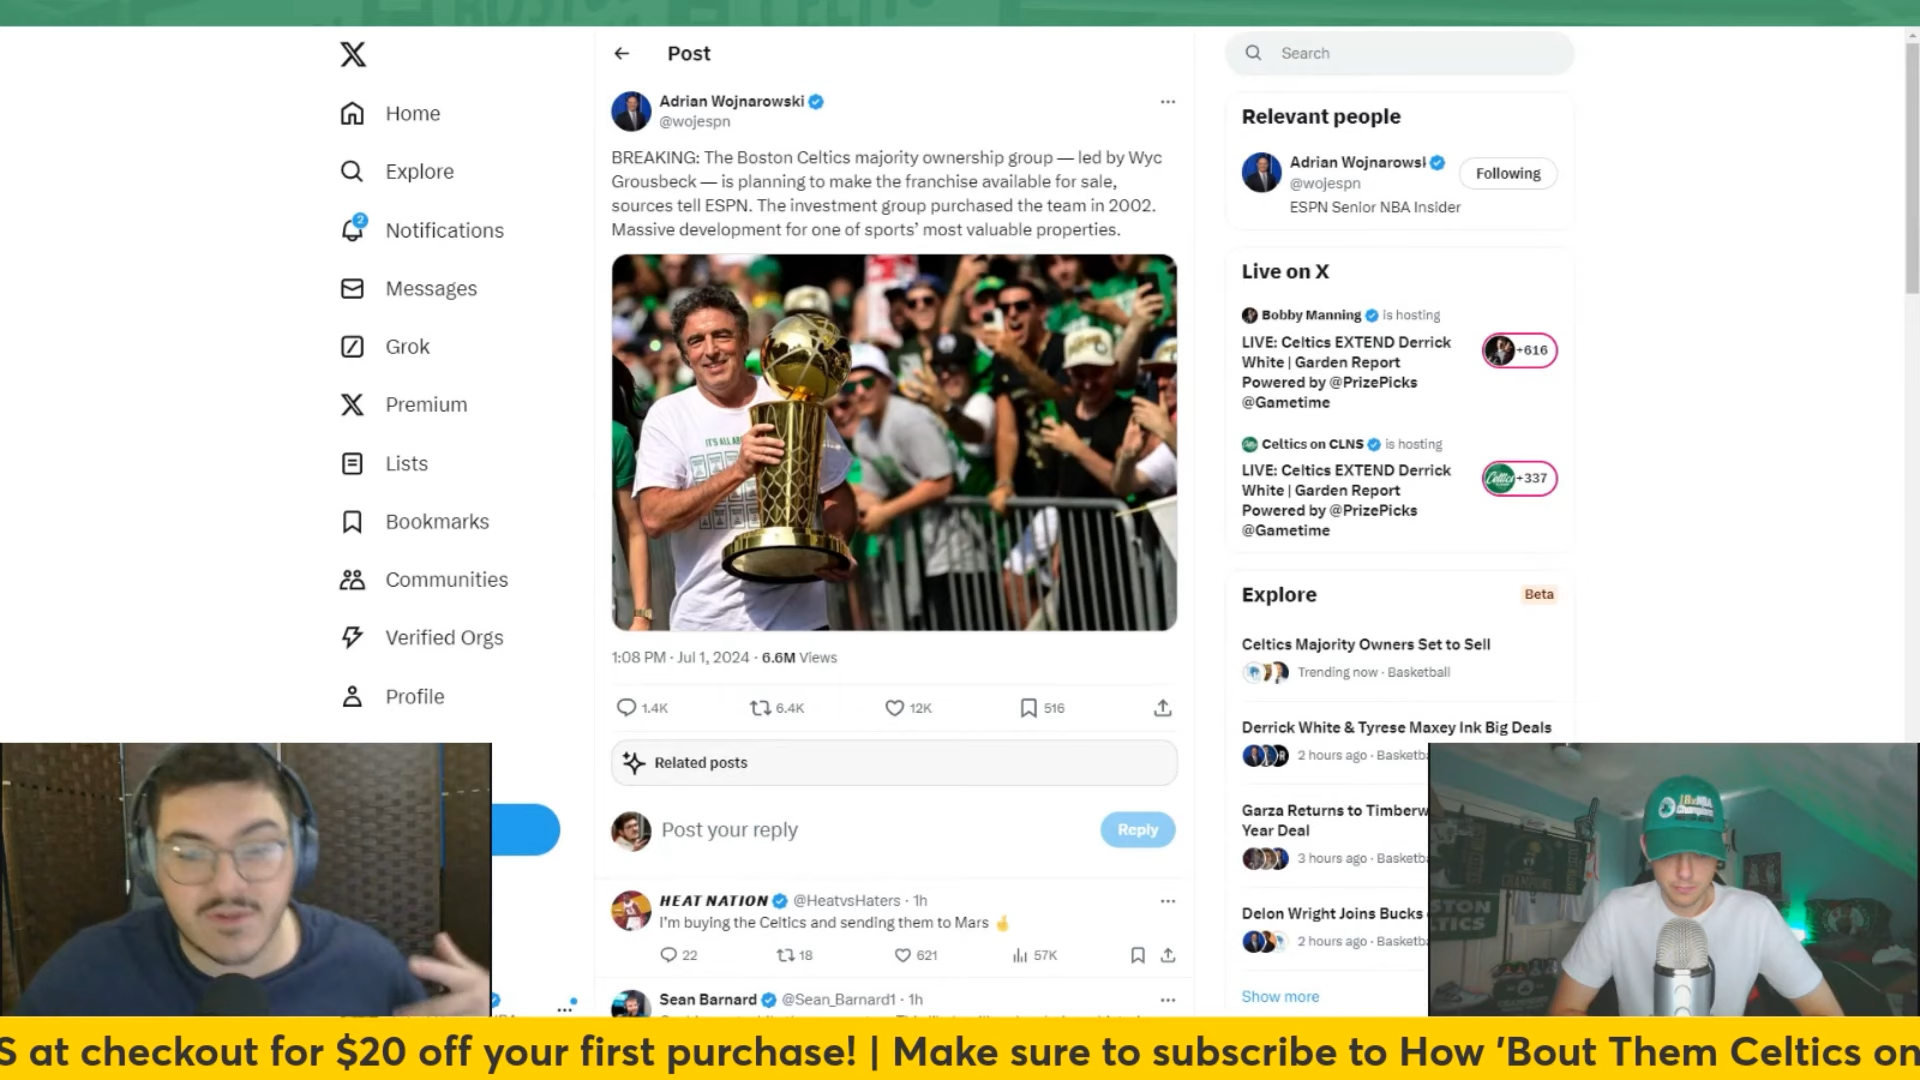 Home
Explore
2
Notifications
Messages
Grok
Premium
Lists
Bookmarks
Communities
Verified Orgs
Profile
Post
Adrian Wojnarowski
@wojespn
BREAKING: The Boston Celtics majority ownership group — led by Wyc
Grousbeck — is planning to make the franchise available for sale,
sources tell ESPN. The investment group purchased the team in 2002.
Massive development for one of sports’ most valuable properties.
IT'S ALL
1:08 PM · Jul 1, 2024 · 6.6M Views
1.4K
6.4K
12K
516
Related posts
Post your reply
Reply
HEAT NATION @HeatvsHaters · 1h
I'm buying the Celtics and sending them to Mars
22
18
621
57K
Sean Barnard @Sean_Barnard1 · 1h
Search
Relevant people
Adrian Wojnarowsl
@wojespn
Following
ESPN Senior NBA Insider
Live on X
Bobby Manning is hosting
LIVE: Celtics EXTEND Derrick
White | Garden Report
Powered by @PrizePicks
@Gametime
+616
Celtics on CLNS is hosting
LIVE: Celtics EXTEND Derrick
White | Garden Report
Powered by @PrizePicks
@Gametime
+337
Explore
Beta
Celtics Majority Owners Set to Sell
Trending now · Basketball
Derrick White & Tyrese Maxey Ink Big Deals
2 hours ago · Basketb
Garza Returns to Timberw
Year Deal
3 hours ago · Basketb
Delon Wright Joins Bucks
2 hours ago · Basketb
Show more
STON
TICS
S at checkout for $20 off your first purchase! | Make sure to subscribe to How 'Bout Them Celtics on